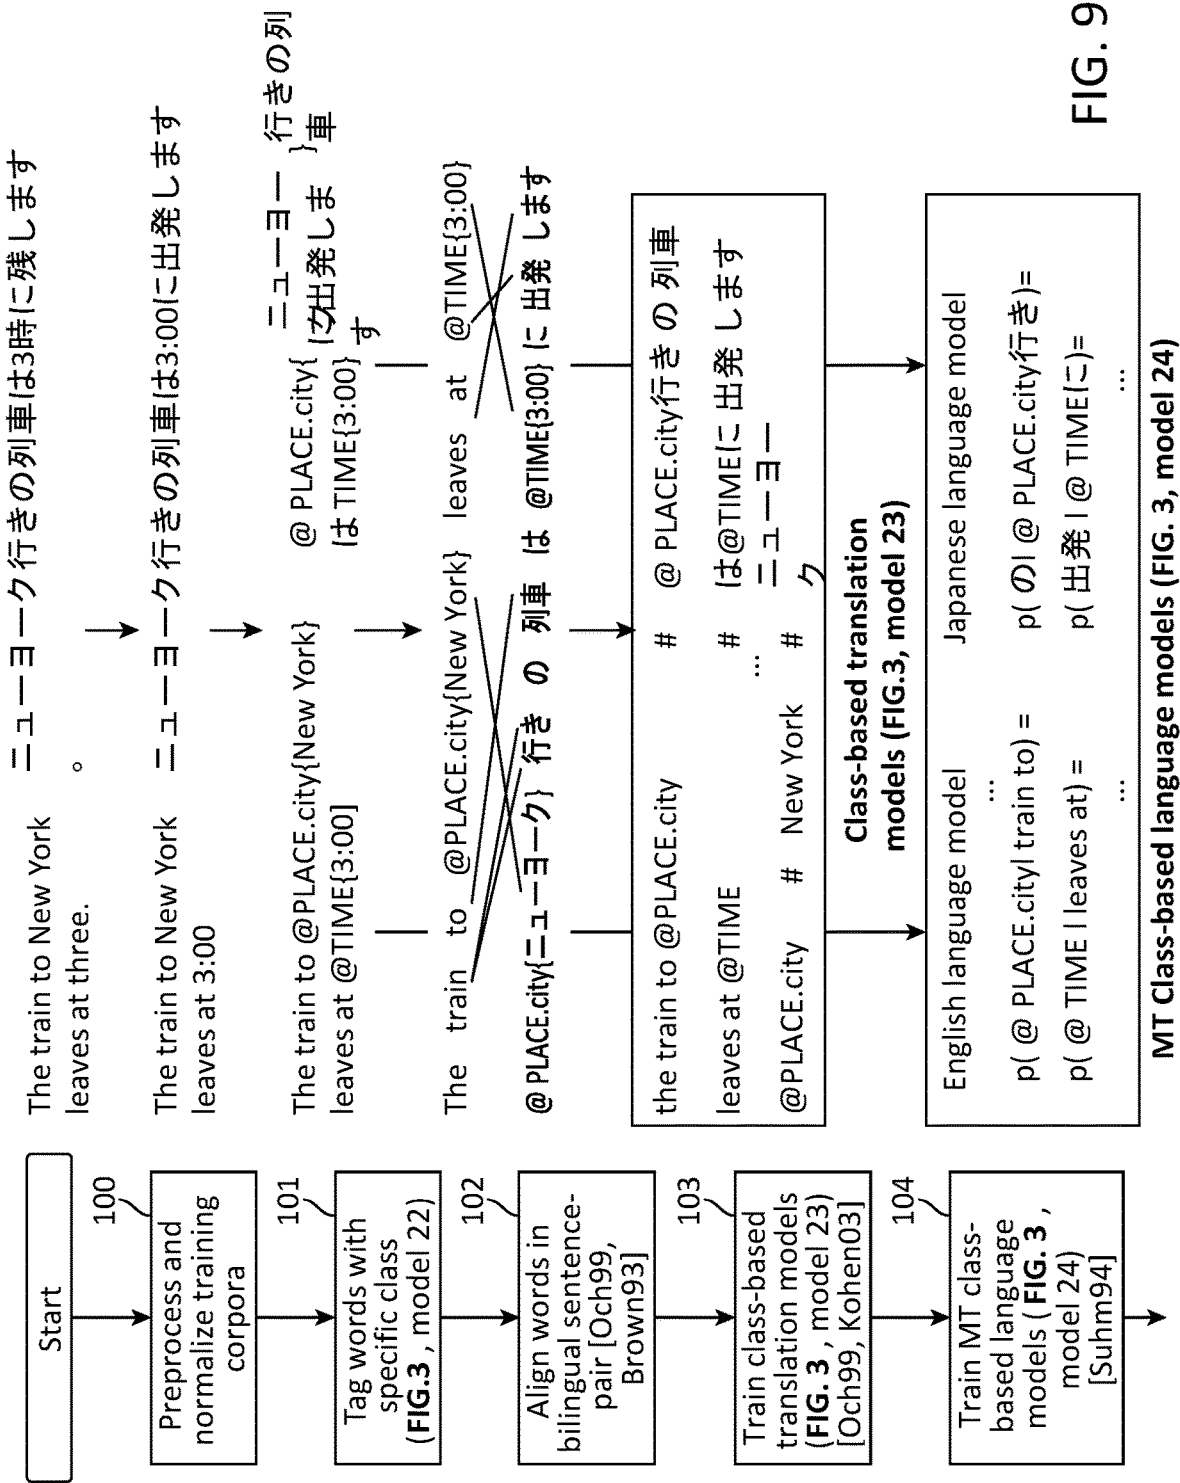 Start
100
Preprocess and
normalize training
corpora
101
Tag words with
specific class
(FIG.3 , model 22)
102
Align words in
bilingual sentence-
pair [Och99,
Brown93]
103
Train class-based
translation models
(FIG. 3 , model 23)
[Och99, Kohen03]
104
Train MT class-
based language
models ( FIG. 3 ,
model 24)
[Suhm94]
The train to New York
leaves at three.
ニューヨーク行きの列車は3時に残します
。
The train to New York
leaves at 3:00
ニューヨーク行きの列車は3:00に出発します
The train to @PLACE.city{New York}
leaves at @TIME{3:00]
@ PLACE.city{
ニューヨー
ク
}
行きの列
車
は TIME{3:00}
に出発しま
す
The train to @PLACE.city{New York} leaves at @TIME{3:00}
@ PLACE.city{ニューヨーク} 行き の 列車 は @TIME{3:00} に 出発 します
the train to @PLACE.city # @ PLACE.city行き の 列車
leaves at @TIME # は@TIMEに 出発 します
...
@PLACE.city # New York # ニューヨー
ク
Class-based translation
models (FIG.3, model 23)
English language model
...
p( @ PLACE.cityl train to) =
p( @ TIME l leaves at) =
...
Japanese language model
p( のl @ PLACE.city行き)=
p( 出発 l @ TIMEに)=
...
MT Class-based language models (FIG. 3, model 24)
FIG. 9